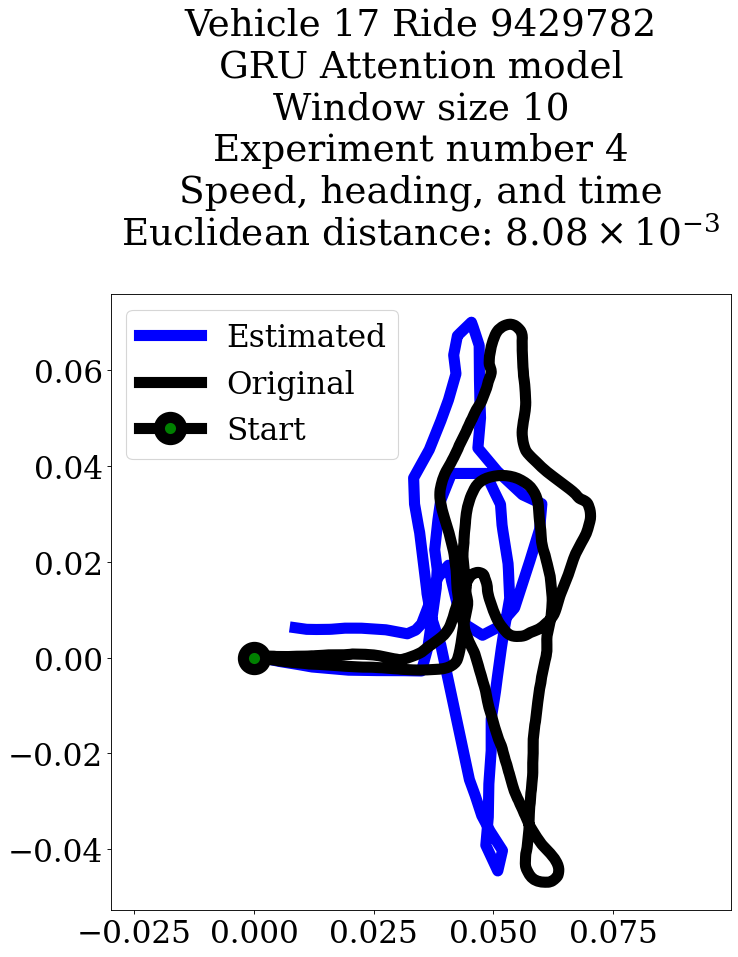 Vehicle 17 Ride 9429782
GRU Attention model
Window size 10
Experiment number 4
Speed, heading, and time
Euclidean distance: 8.08 × 10⁻³
Estimated
Original
Start
0.06
0.04
0.02
0.00
−0.02
−0.04
−0.025 0.000 0.025 0.050 0.075